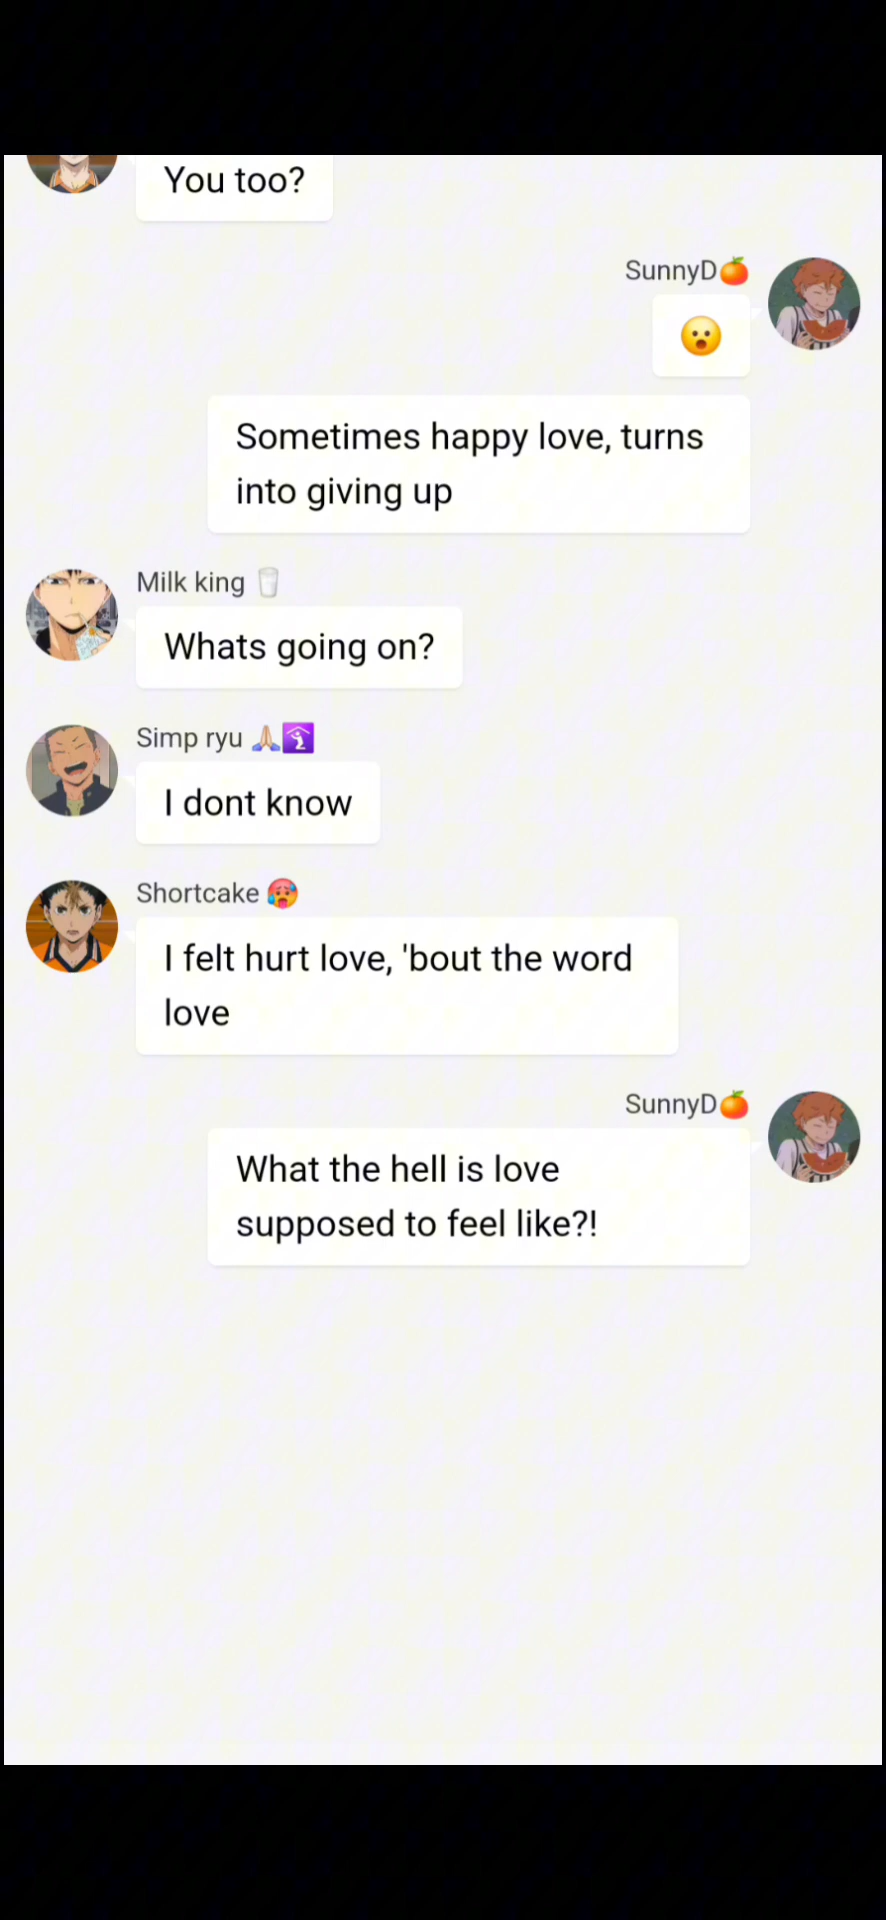 You too?
SunnyD🍊
😮
Sometimes happy love, turns
into giving up
Milk king 🥛
Whats going on?
Simp ryu 🙏🏻🛐
I dont know
Shortcake 🥵
I felt hurt love, 'bout the word
love
SunnyD🍊
What the hell is love
supposed to feel like?!